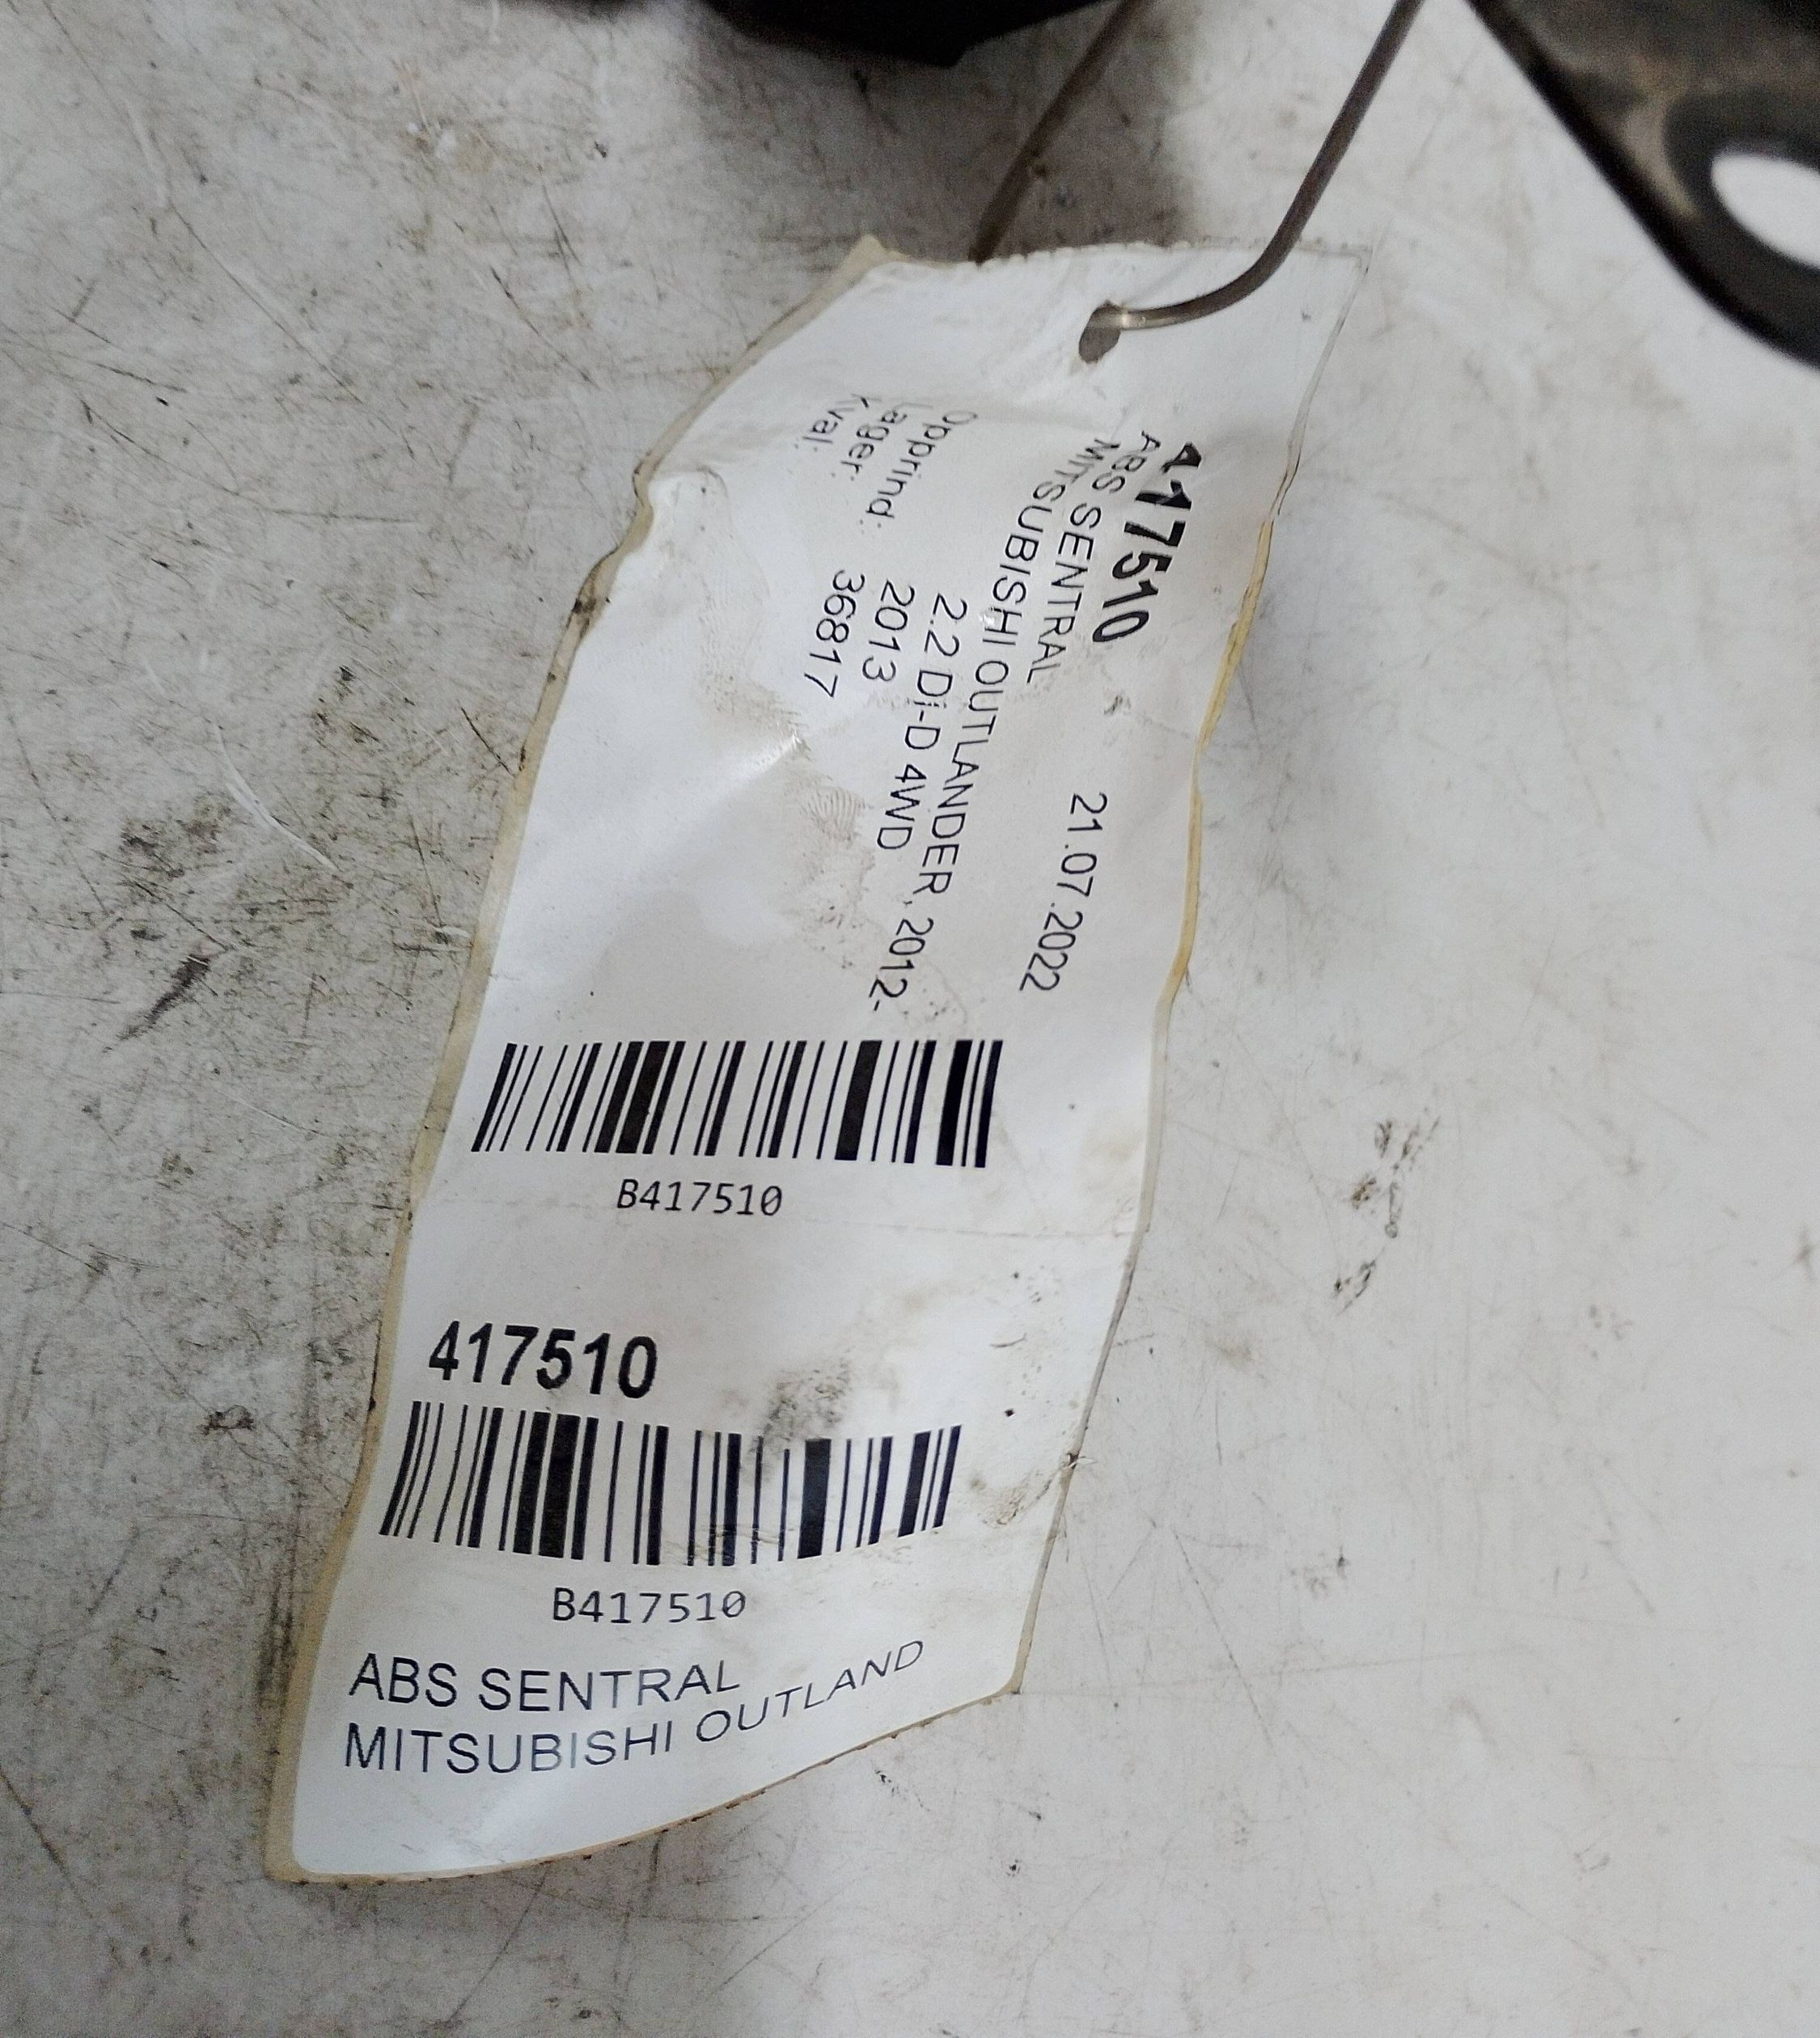 417510 21.07.2022
ABS SENTRAL
MITSUBISHI OUTLANDER, 2012-
2.2 Di-D 4WD
Opprind: 2013
Lager: 36817
Kval:
B417510
417510
B417510
ABS SENTRAL
MITSUBISHI OUTLAND